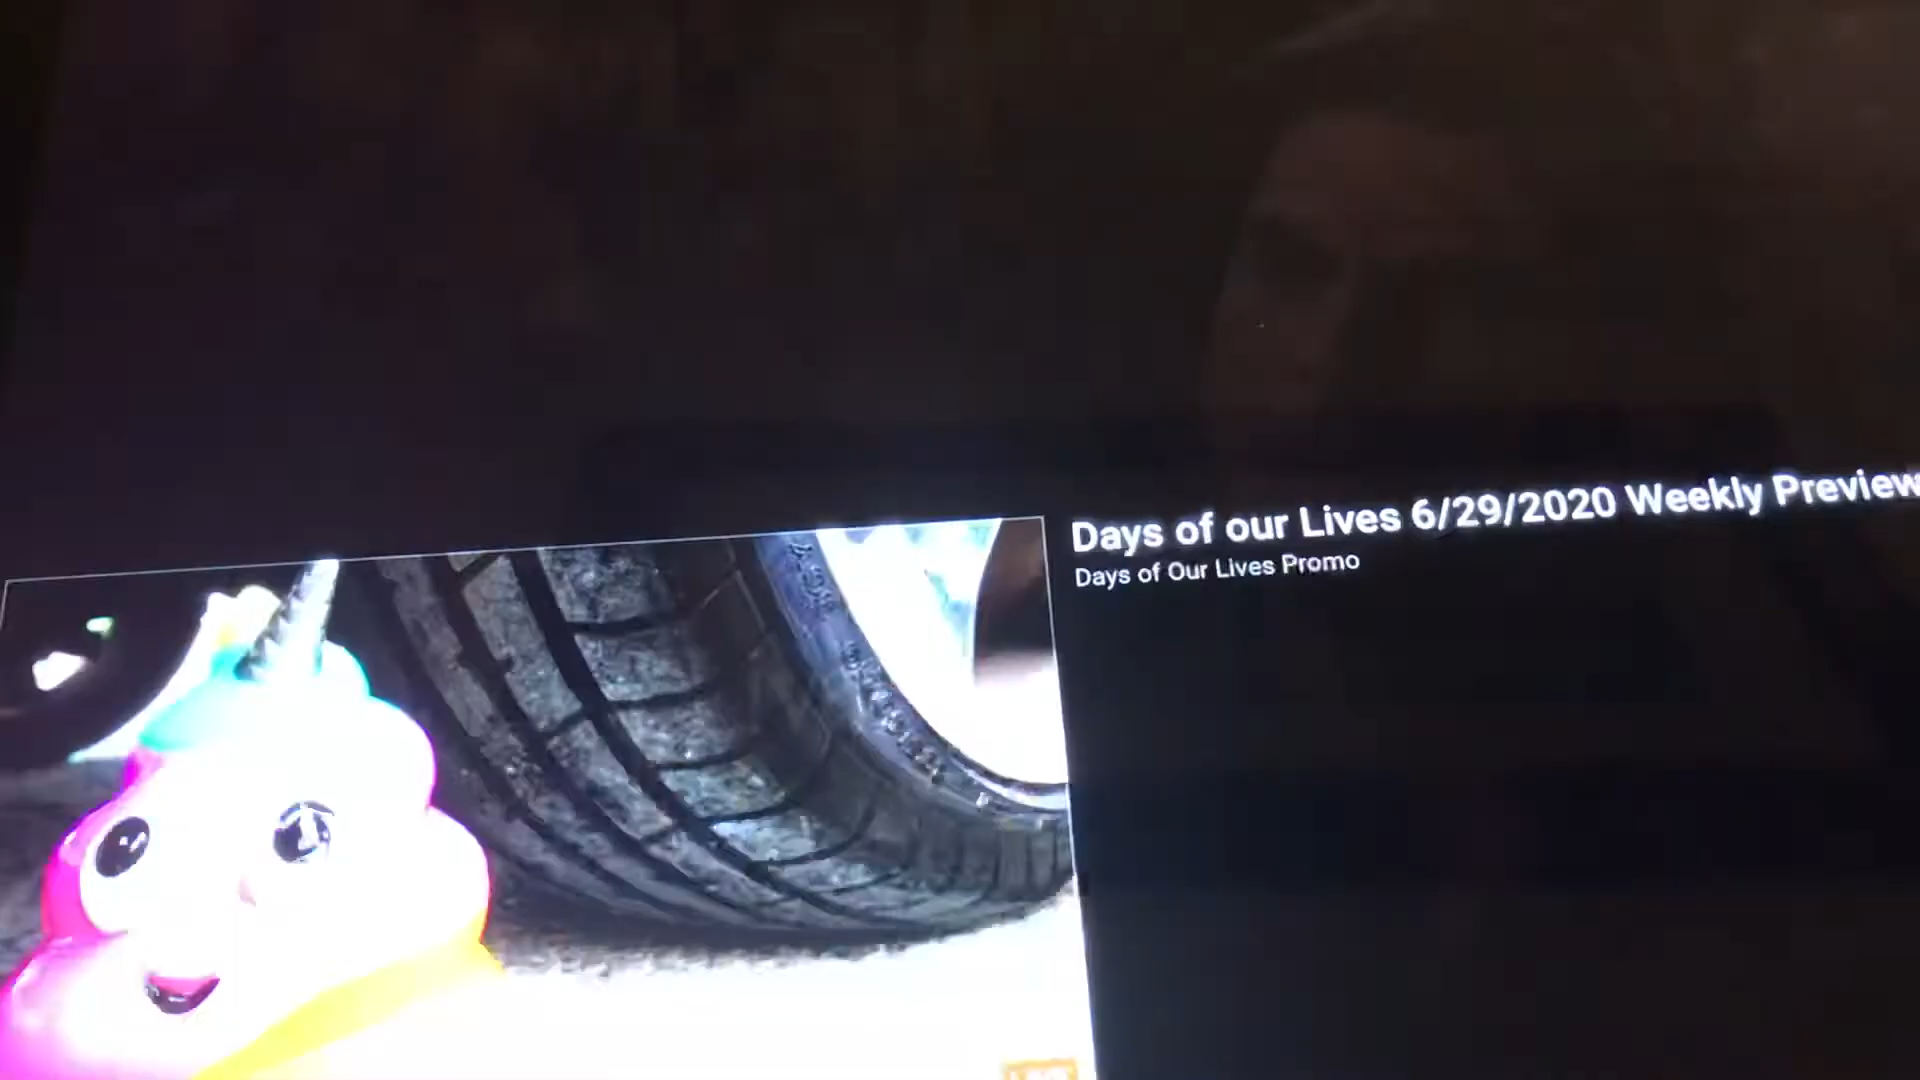 Days of our Lives 6/29/2020 Weekly Preview
Days of Our Lives Promo